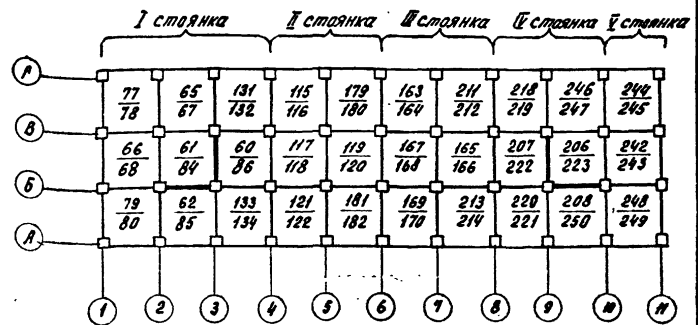 I стоянка II стоянка III стоянка IV стоянка V стоянка
Г
77 65 131 115 179 163 211 218 246 244
78 67 132 116 180 164 212 219 247 245
В
66 61 60 117 119 167 165 207 206 242
68 84 86 118 120 168 166 222 223 243
Б
79 62 133 121 181 169 213 220 208 248
80 85 134 122 182 170 214 221 250 249
А
1 2 3 4 5 6 7 8 9 10 11